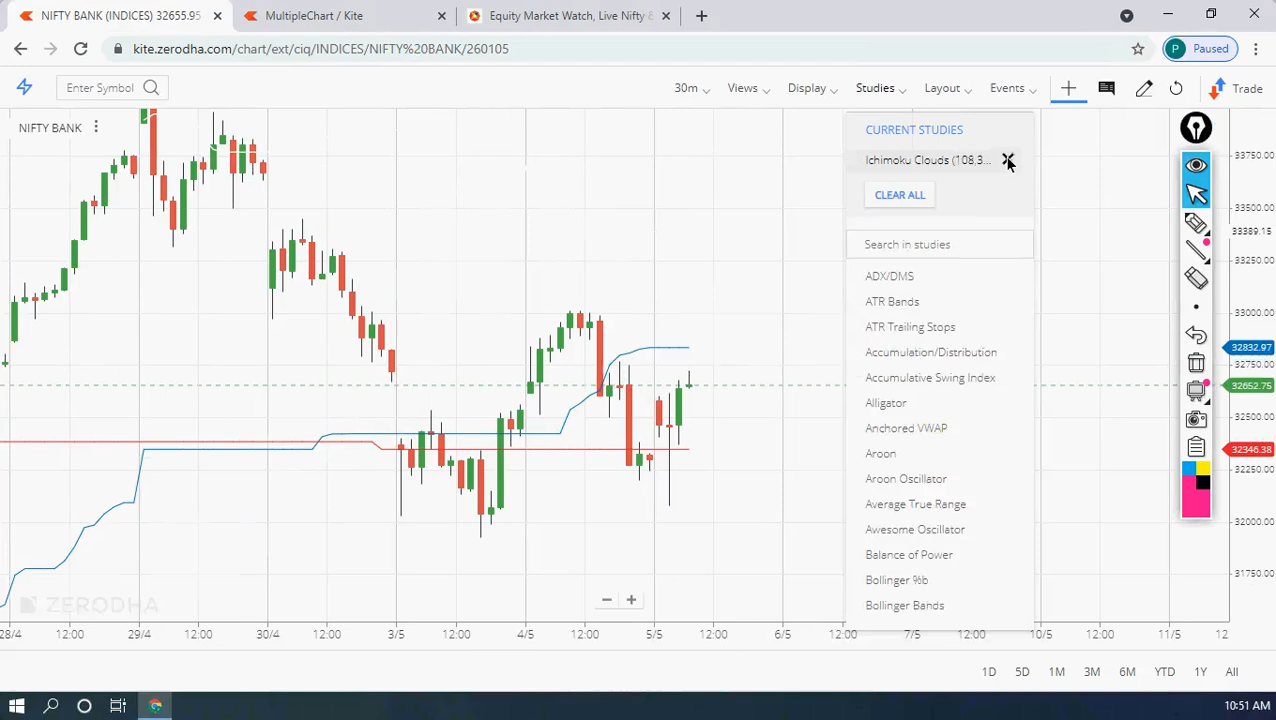 NIFTY BANK (INDICES) 32655.95
MultipleChart / Kite
Equity Market Watch, Live Nifty &
kite.zerodha.com/chart/ext/ciq/INDICES/NIFTY%20BANK/260105
P
Paused
Enter Symbol
30m
Views
Display
Studies
Layout
Events
Trade
NIFTY BANK
CURRENT STUDIES
Ichimoku Clouds (108,3...
CLEAR ALL
Search in studies
ADX/DMS
ATR Bands
ATR Trailing Stops
Accumulation/Distribution
Accumulative Swing Index
Alligator
Anchored VWAP
Aroon
Aroon Oscillator
Average True Range
Awesome Oscillator
Balance of Power
Bollinger %b
Bollinger Bands
33750.00
33500.00
33389.15
33250.00
33000.00
32832.97
32750.00
32652.75
32500.00
32346.38
32250.00
32000.00
31750.00
ZERODHA
28/4
12:00
29/4
12:00
30/4
12:00
3/5
12:00
4/5
12:00
5/5
12:00
6/5
12:00
7/5
12:00
10/5
12:00
11/5
12
1D
5D
1M
3M
6M
YTD
1Y
All
10:51 AM